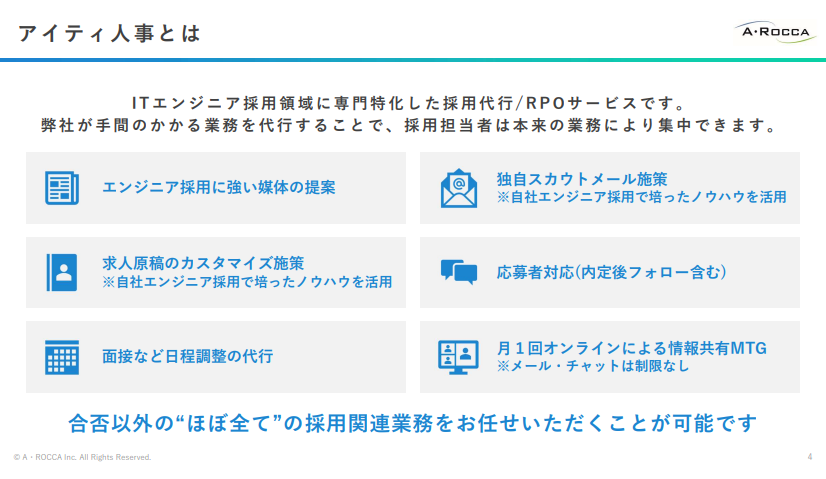 アイティ人事とは
A・ROCCA
ITエンジニア採用領域に専門特化した採用代行/RPOサービスです。
弊社が手間のかかる業務を代行することで、採用担当者は本来の業務により集中できます。
エンジニア採用に強い媒体の提案
独自スカウトメール施策
※自社エンジニア採用で培ったノウハウを活用
求人原稿のカスタマイズ施策
※自社エンジニア採用で培ったノウハウを活用
応募者対応(内定後フォロー含む)
面接など日程調整の代行
月１回オンラインによる情報共有MTG
※メール・チャットは制限なし
合否以外の“ほぼ全て”の採用関連業務をお任せいただくことが可能です
© A・ROCCA Inc. All Rights Reserved.
4